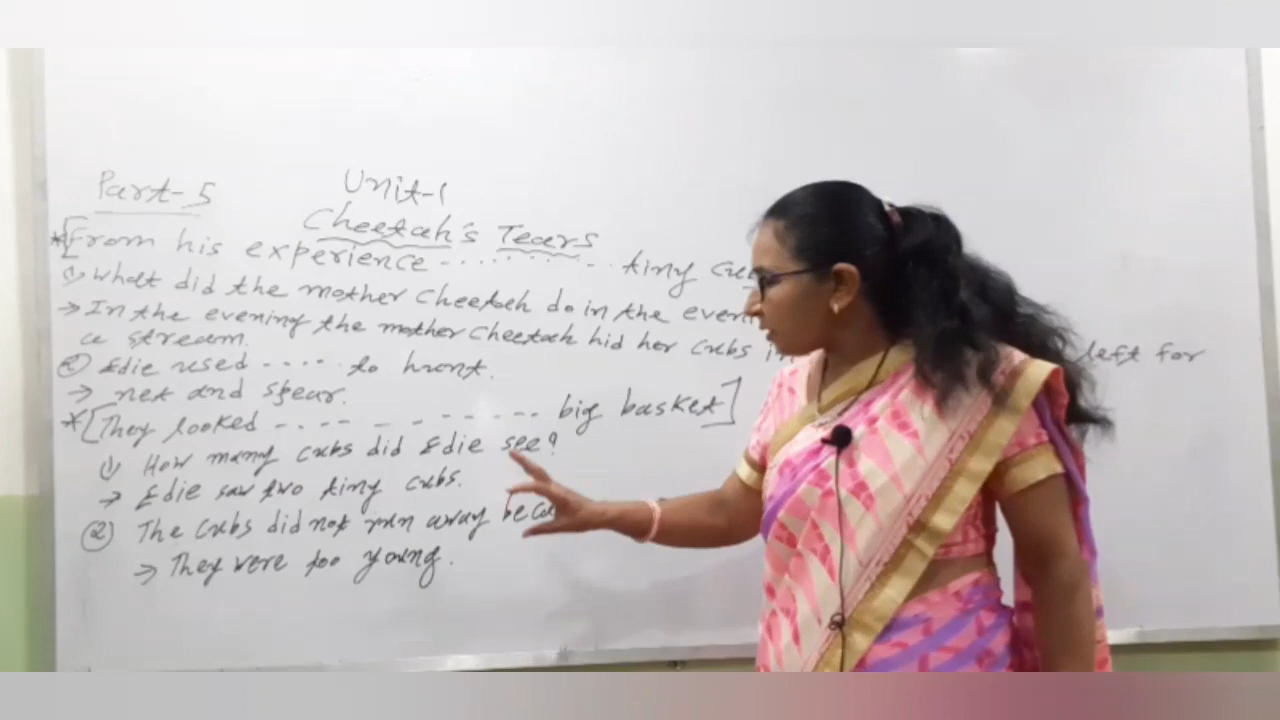 Part-5
Unit-1
Cheetah's Tears
*[From his experience ......... tiny
1) What did the mother cheetah do in the
→ In the evening the mother cheetah hid her cubs in left for
a stream.
② Edie used ..... to hunt.
→ net and spear.
*[They looked ---------- big basket]
1) How many cubs did Edie see?
→ Edie saw two tiny cubs.
② The cubs did not run away
→ They were too young.